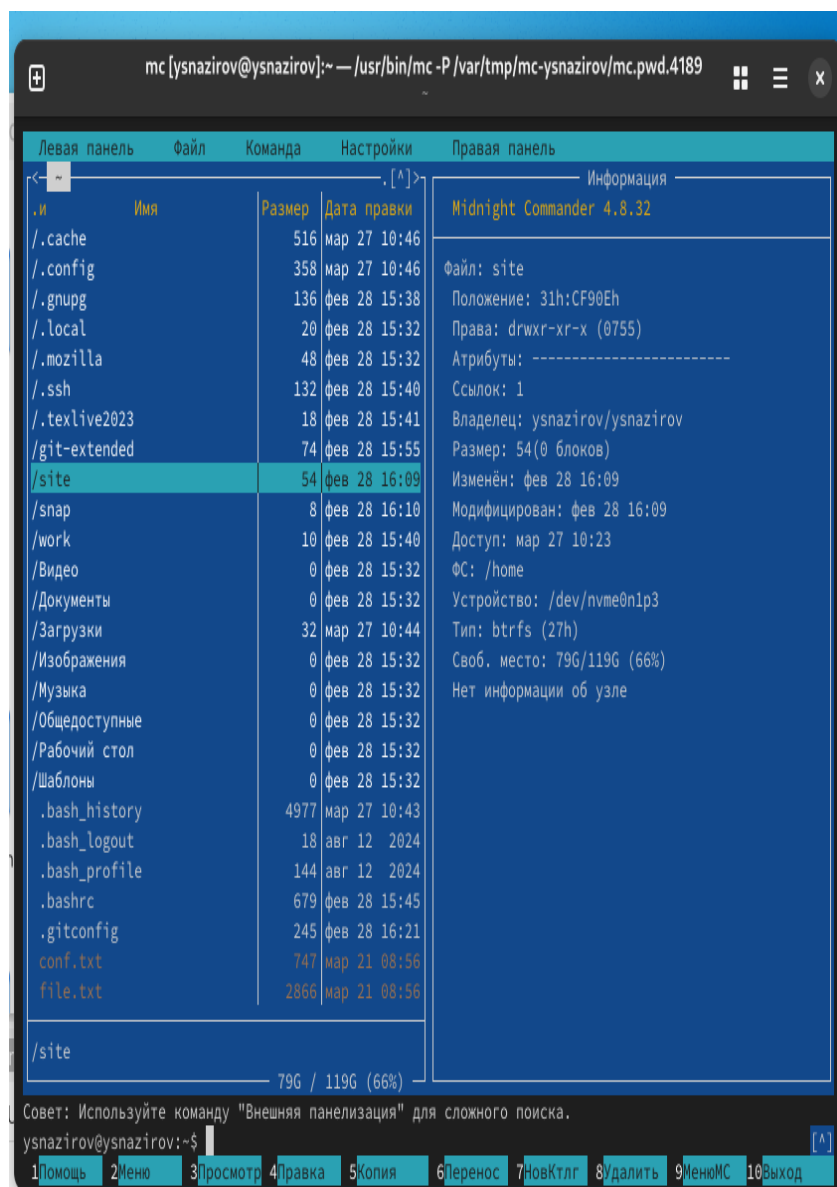 mc [ysnazirov@ysnazirov]:~ — /usr/bin/mc -P /var/tmp/mc-ysnazirov/mc.pwd.4189
~
Левая панель Файл Команда Настройки Правая панель
<- ~ .[^]>
.и Имя Размер Дата правки
/.cache 516 мар 27 10:46
/.config 358 мар 27 10:46
/.gnupg 136 фев 28 15:38
/.local 20 фев 28 15:32
/.mozilla 48 фев 28 15:32
/.ssh 132 фев 28 15:40
/.texlive2023 18 фев 28 15:41
/git-extended 74 фев 28 15:55
/site 54 фев 28 16:09
/snap 8 фев 28 16:10
/work 10 фев 28 15:40
/Видео 0 фев 28 15:32
/Документы 0 фев 28 15:32
/Загрузки 32 мар 27 10:44
/Изображения 0 фев 28 15:32
/Музыка 0 фев 28 15:32
/Общедоступные 0 фев 28 15:32
/Рабочий стол 0 фев 28 15:32
/Шаблоны 0 фев 28 15:32
.bash_history 4977 мар 27 10:43
.bash_logout 18 авг 12 2024
.bash_profile 144 авг 12 2024
.bashrc 679 фев 28 15:45
.gitconfig 245 фев 28 16:21
conf.txt 747 мар 21 08:56
file.txt 2866 мар 21 08:56
/site
79G / 119G (66%)
Информация
Midnight Commander 4.8.32
Файл: site
Положение: 31h:CF90Eh
Права: drwxr-xr-x (0755)
Атрибуты: -------------------------
Ссылок: 1
Владелец: ysnazirov/ysnazirov
Размер: 54(0 блоков)
Изменён: фев 28 16:09
Модифицирован: фев 28 16:09
Доступ: мар 27 10:23
ФС: /home
Устройство: /dev/nvme0n1p3
Тип: btrfs (27h)
Своб. место: 79G/119G (66%)
Нет информации об узле
Совет: Используйте команду "Внешняя панелизация" для сложного поиска.
ysnazirov@ysnazirov:~$ [^]
1Помощь 2Меню 3Просмотр 4Правка 5Копия 6Перенос 7НовКтлг 8Удалить 9МенюMC 10Выход